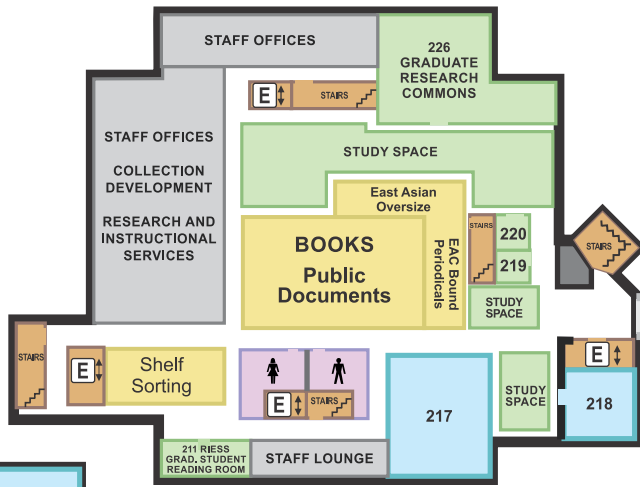 STAFF OFFICES
226
GRADUATE
RESEARCH
COMMONS
E
STAIRS
STAFF OFFICES
COLLECTION
DEVELOPMENT
RESEARCH AND
INSTRUCTIONAL
SERVICES
STUDY SPACE
East Asian
Oversize
BOOKS
Public
Documents
EAC Bound
Periodicals
STAIRS
220
219
STUDY
SPACE
STAIRS
STAIRS
E
Shelf
Sorting
E
STAIRS
217
STUDY
SPACE
E
218
211 RIESS
GRAD. STUDENT
READING ROOM
STAFF LOUNGE